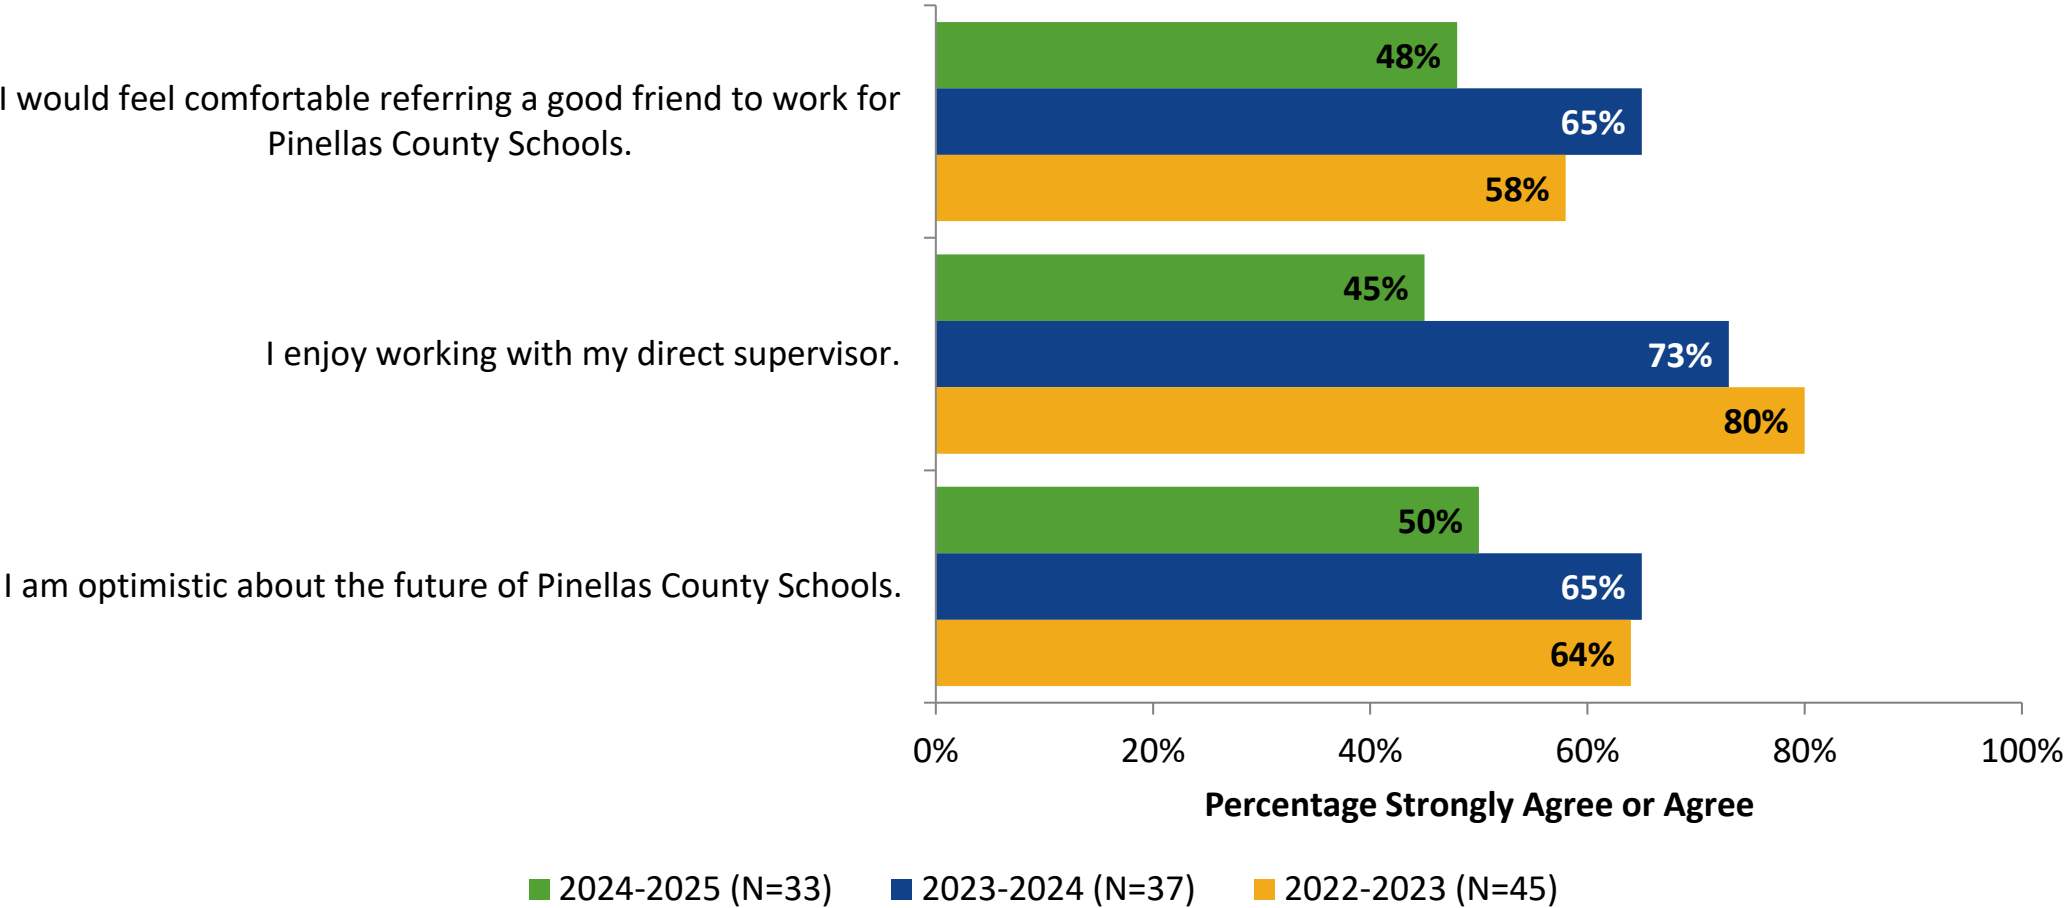 I would feel comfortable referring a good friend to work for
Pinellas County Schools.
48%
65%
58%
I enjoy working with my direct supervisor.
45%
73%
80%
I am optimistic about the future of Pinellas County Schools.
50%
65%
64%
0% 20% 40% 60% 80% 100%
Percentage Strongly Agree or Agree
2024-2025 (N=33) 2023-2024 (N=37) 2022-2023 (N=45)